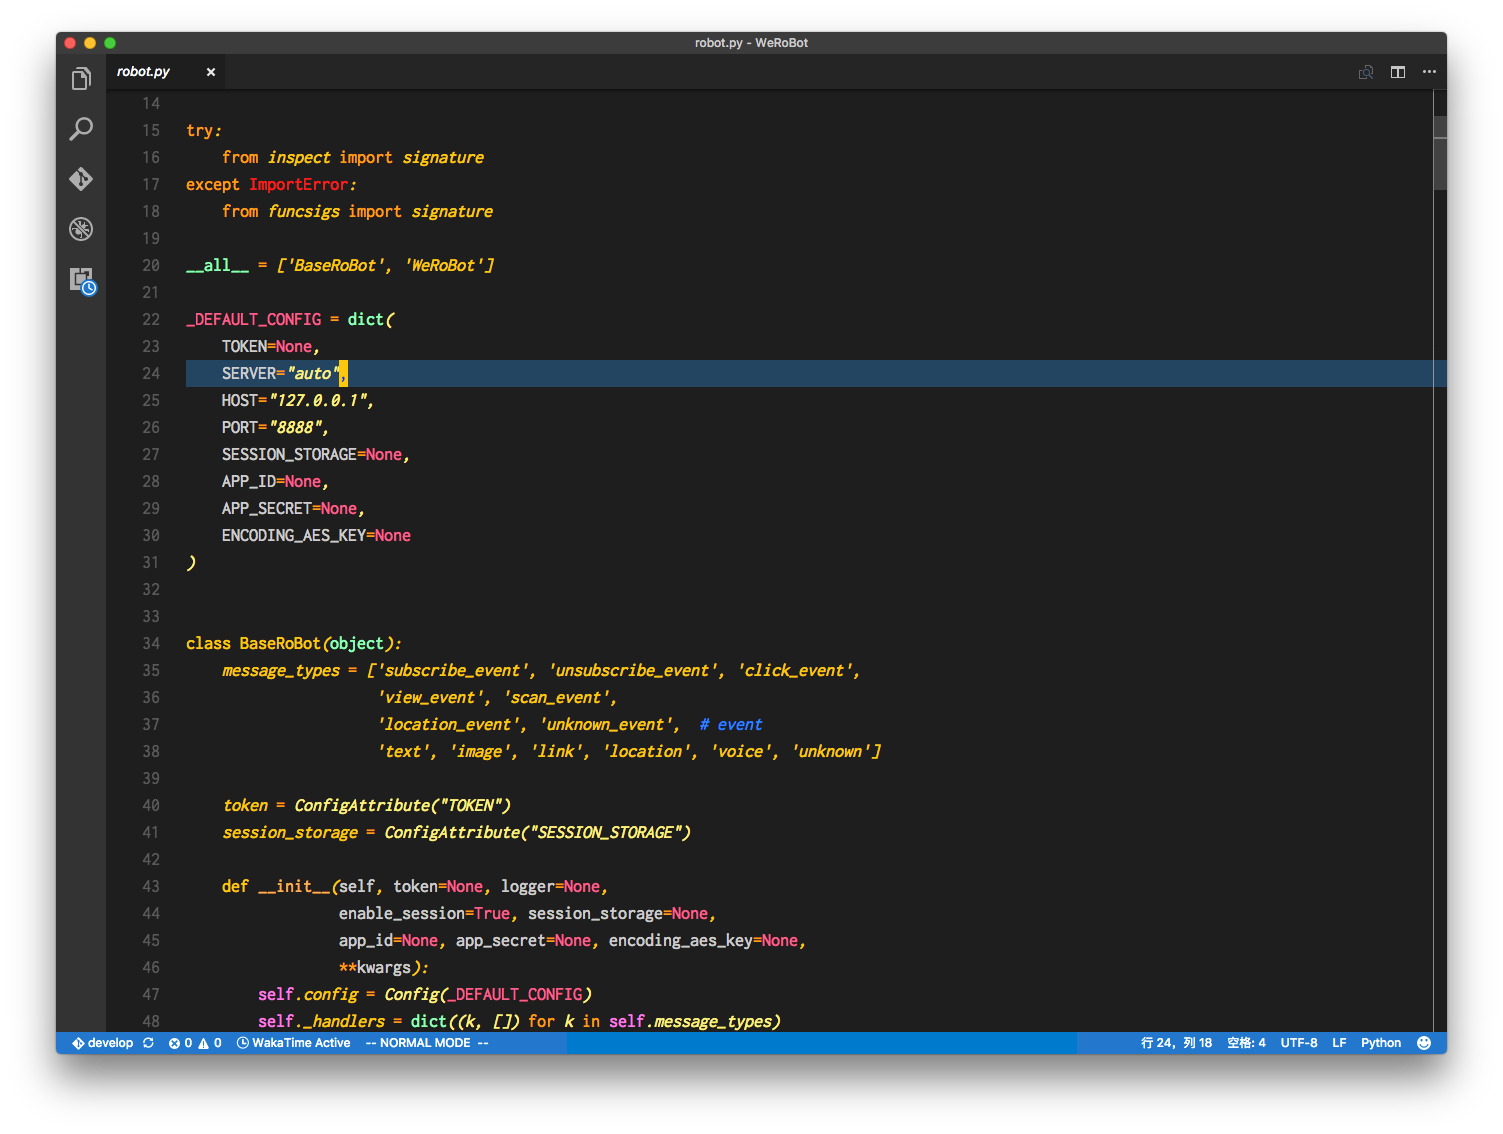 robot.py - WeRoBot
robot.py ×
14
15 try:
16     from inspect import signature
17 except ImportError:
18     from funcsigs import signature
19
20 __all__ = ['BaseRoBot', 'WeRoBot']
21
22 _DEFAULT_CONFIG = dict(
23     TOKEN=None,
24     SERVER="auto",
25     HOST="127.0.0.1",
26     PORT="8888",
27     SESSION_STORAGE=None,
28     APP_ID=None,
29     APP_SECRET=None,
30     ENCODING_AES_KEY=None
31 )
32
33
34 class BaseRoBot(object):
35     message_types = ['subscribe_event', 'unsubscribe_event', 'click_event',
36                      'view_event', 'scan_event',
37                      'location_event', 'unknown_event',  # event
38                      'text', 'image', 'link', 'location', 'voice', 'unknown']
39
40     token = ConfigAttribute("TOKEN")
41     session_storage = ConfigAttribute("SESSION_STORAGE")
42
43     def __init__(self, token=None, logger=None,
44                  enable_session=True, session_storage=None,
45                  app_id=None, app_secret=None, encoding_aes_key=None,
46                  **kwargs):
47         self.config = Config(_DEFAULT_CONFIG)
48         self._handlers = dict((k, []) for k in self.message_types)
develop 0 0 WakaTime Active -- NORMAL MODE -- 行 24，列 18 空格: 4 UTF-8 LF Python